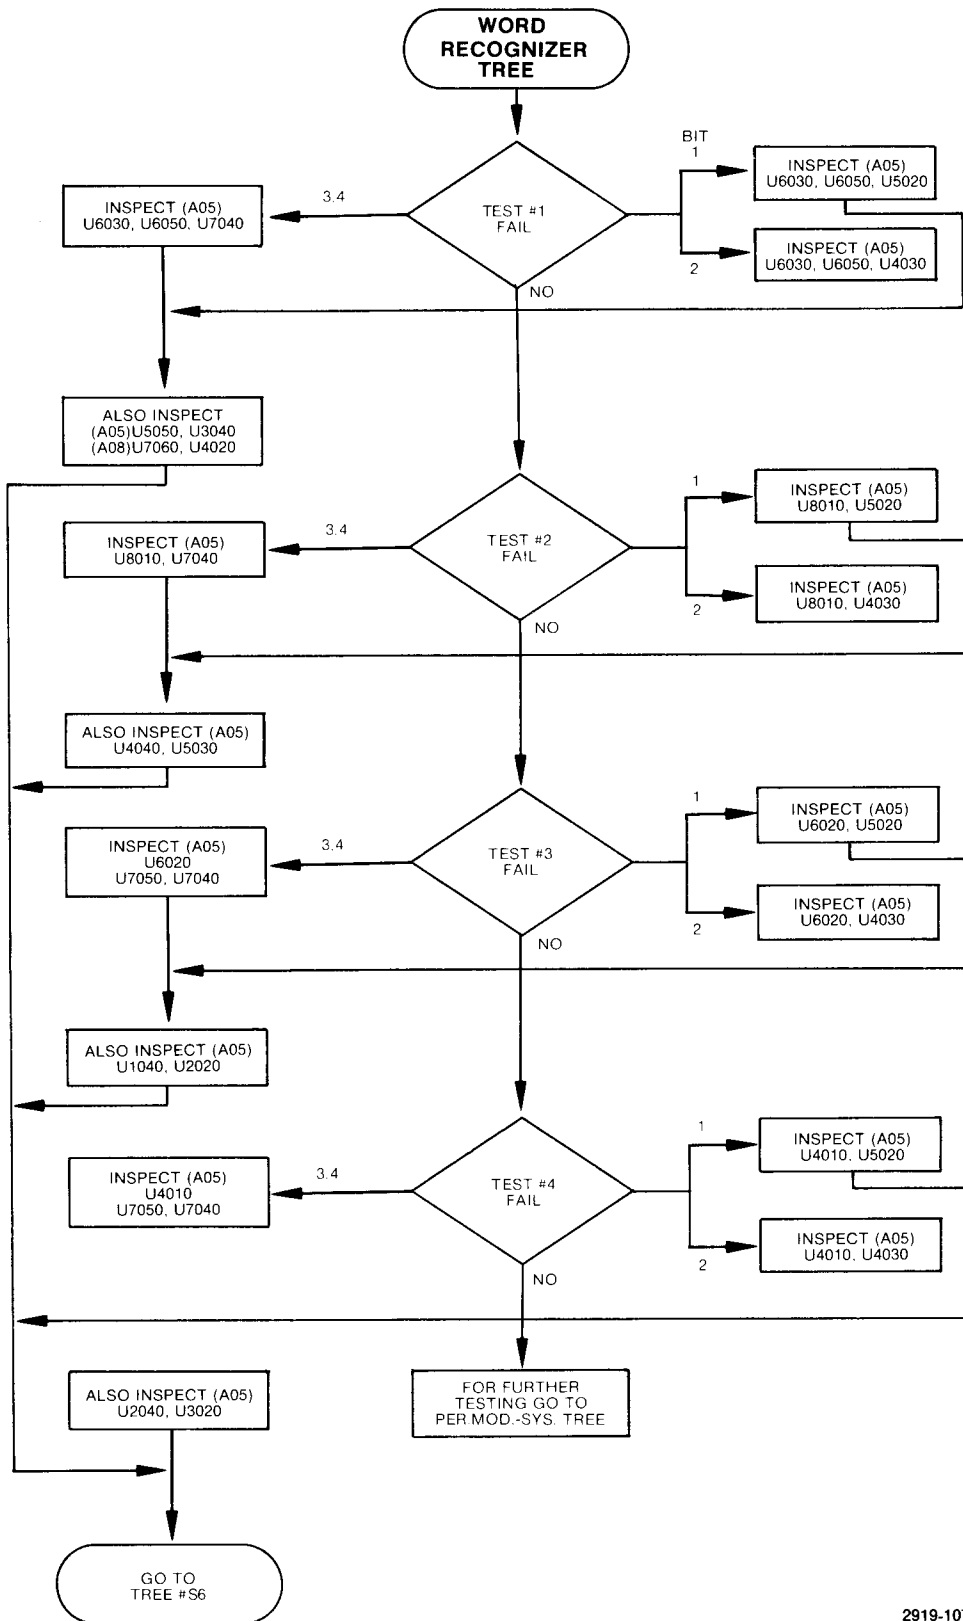 WORD
RECOGNIZER
TREE
BIT
1
INSPECT (A05)
U6030, U6050, U5020
3.4
INSPECT (A05)
U6030, U6050, U7040
TEST #1
FAIL
2
INSPECT (A05)
U6030, U6050, U4030
NO
ALSO INSPECT
(A05)U5050, U3040
(A08)U7060, U4020
1
INSPECT (A05)
U8010, U5020
3.4
INSPECT (A05)
U8010, U7040
TEST #2
FAIL
2
INSPECT (A05)
U8010, U4030
NO
ALSO INSPECT (A05)
U4040, U5030
1
INSPECT (A05)
U6020, U5020
3.4
INSPECT (A05)
U6020
U7050, U7040
TEST #3
FAIL
2
INSPECT (A05)
U6020, U4030
NO
ALSO INSPECT (A05)
U1040, U2020
1
INSPECT (A05)
U4010, U5020
3.4
INSPECT (A05)
U4010
U7050, U7040
TEST #4
FAIL
2
INSPECT (A05)
U4010, U4030
NO
ALSO INSPECT (A05)
U2040, U3020
FOR FURTHER
TESTING GO TO
PER.MOD.-SYS. TREE
GO TO
TREE #S6